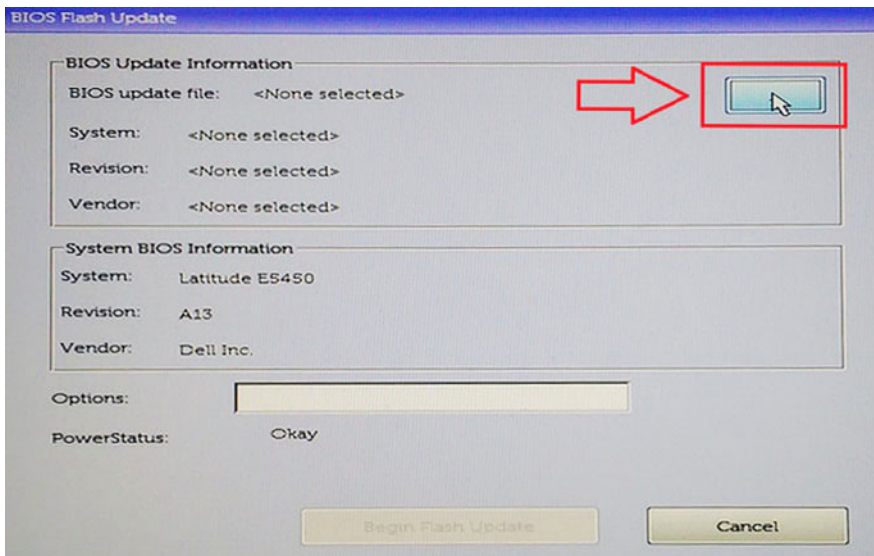 BIOS Flash Update
BIOS Update Information
BIOS update file: <None selected>
System: <None selected>
Revision: <None selected>
Vendor: <None selected>
System BIOS Information
System: Latitude E5450
Revision: A13
Vendor: Dell Inc.
Options:
PowerStatus: Okay
Begin Flash Update
Cancel